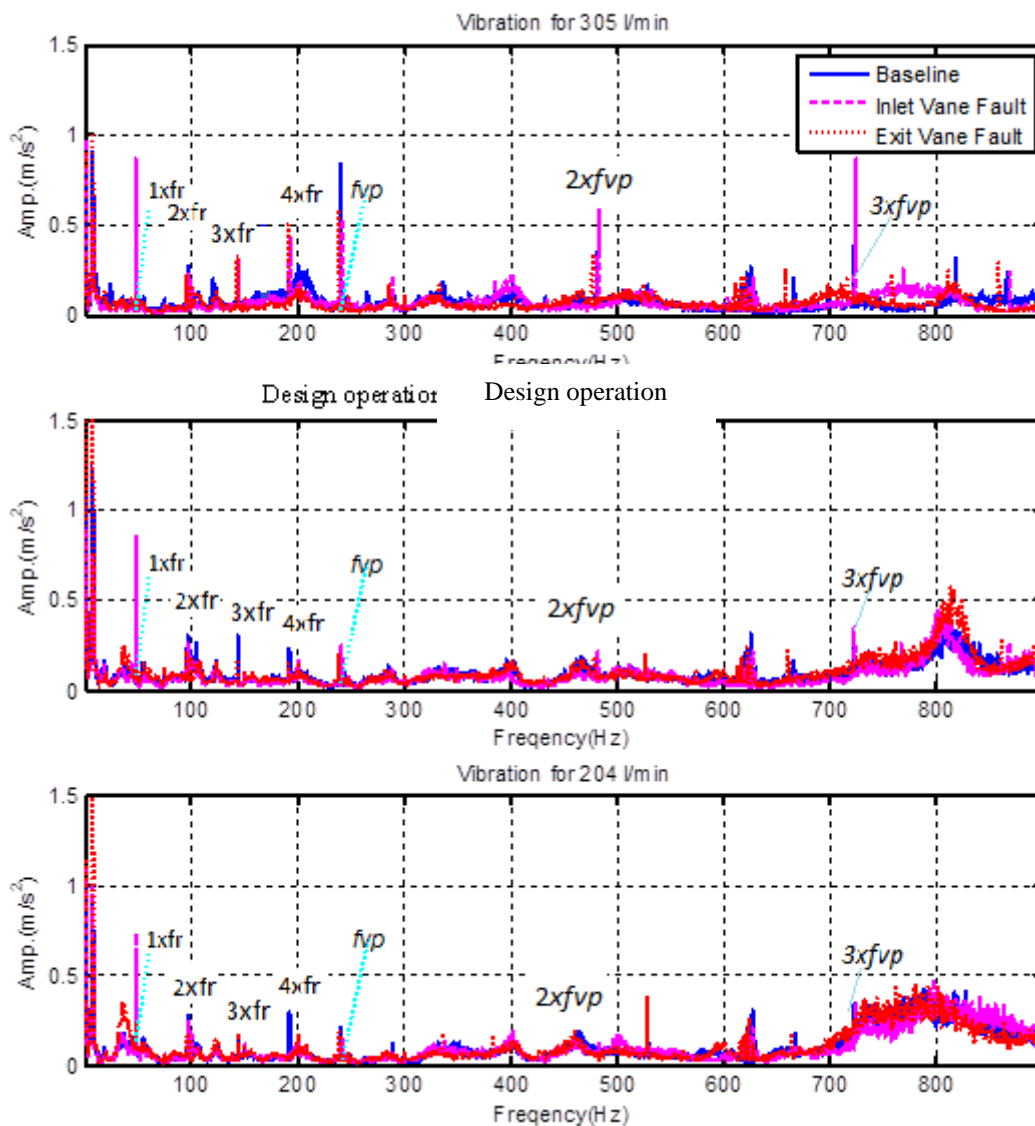 Vibration for 305 l/min
1.5
1
0.5
0
Amp.(m/s²)
Baseline
Inlet Vane Fault
Exit Vane Fault
1xfr
2xfr
3xfr
4xfr
fvp
2xfvp
3xfvp
100 200 300 400 500 600 700 800
Freqency(Hz)
Design operation
Design operation
1.5
1
0.5
0
Amp.(m/s²)
1xfr
2xfr
3xfr
4xfr
fvp
2xfvp
3xfvp
100 200 300 400 500 600 700 800
Freqency(Hz)
Vibration for 204 l/min
1.5
1
0.5
0
Amp.(m/s²)
1xfr
2xfr
3xfr
4xfr
fvp
2xfvp
3xfvp
100 200 300 400 500 600 700 800
Freqency(Hz)